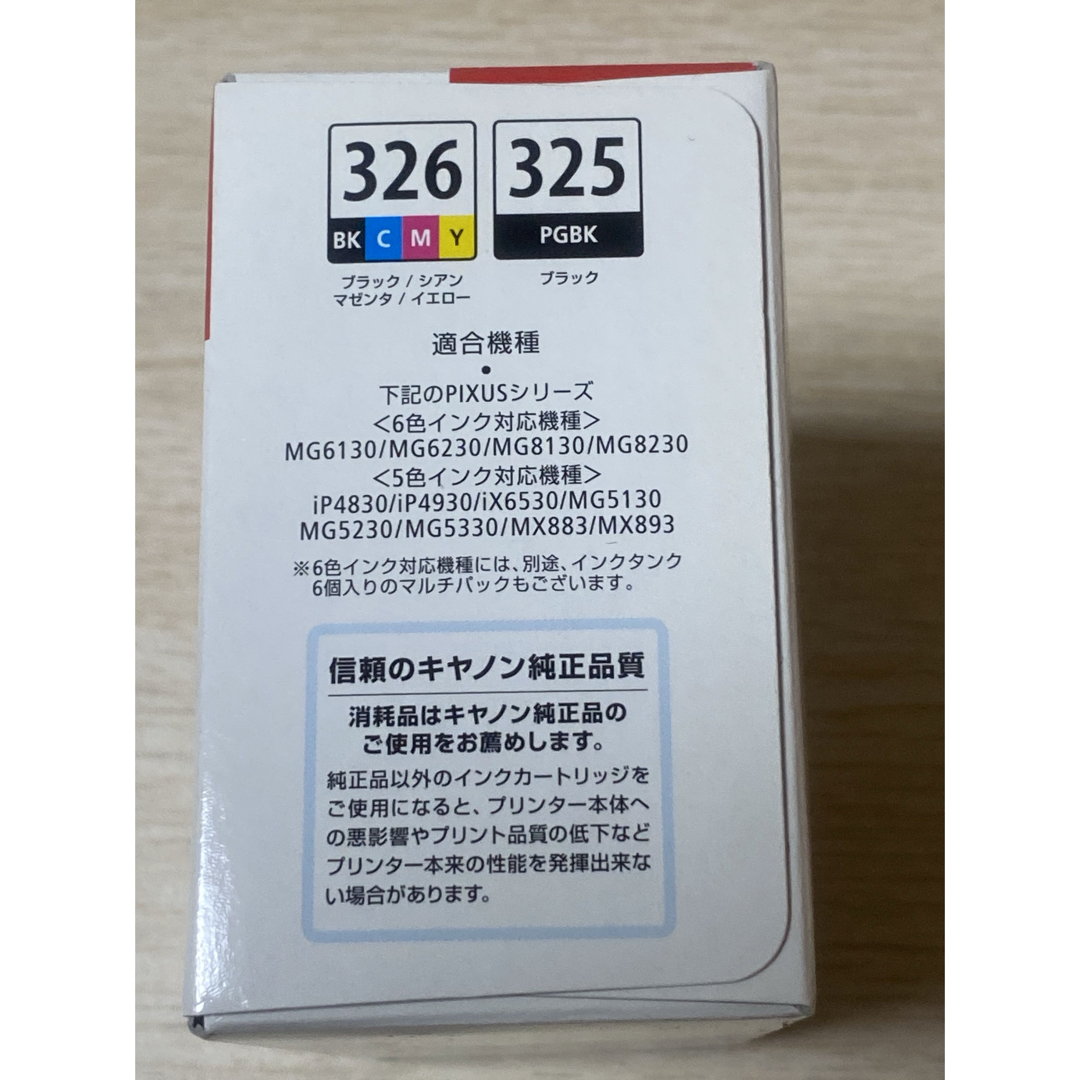 326 325
BK C M Y PGBK
ブラック / シアン ブラック
マゼンタ / イエロー
適合機種
●
下記のPIXUSシリーズ
<6色インク対応機種>
MG6130/MG6230/MG8130/MG8230
<5色インク対応機種>
iP4830/iP4930/iX6530/MG5130
MG5230/MG5330/MX883/MX893
※6色インク対応機種には、別途、インクタンク
6個入りのマルチパックもございます。
信頼のキヤノン純正品質
消耗品はキヤノン純正品の
ご使用をお薦めします。
純正品以外のインクカートリッジを
ご使用になると、プリンター本体へ
の悪影響やプリント品質の低下など
プリンター本来の性能を発揮出来な
い場合があります。